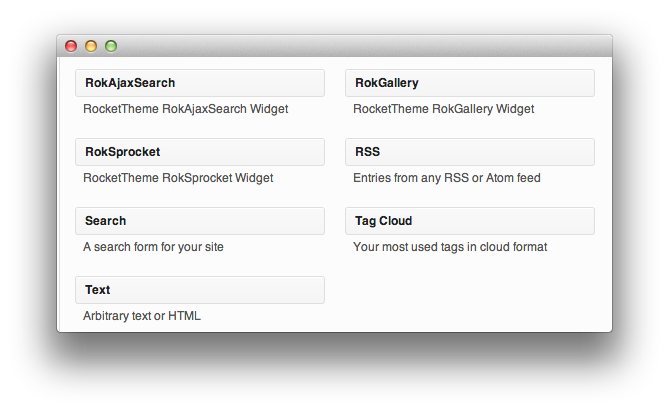 RokAjaxSearch
RocketTheme RokAjaxSearch Widget
RokGallery
RocketTheme RokGallery Widget
RokSprocket
RocketTheme RokSprocket Widget
RSS
Entries from any RSS or Atom feed
Search
A search form for your site
Tag Cloud
Your most used tags in cloud format
Text
Arbitrary text or HTML